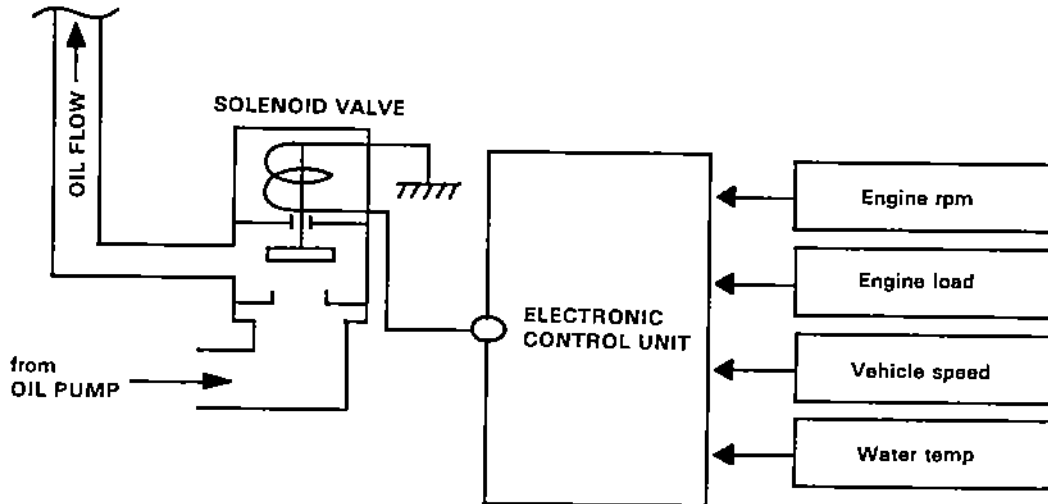 OIL FLOW
SOLENOID VALVE
from
OIL PUMP
ELECTRONIC
CONTROL UNIT
Engine rpm
Engine load
Vehicle speed
Water temp